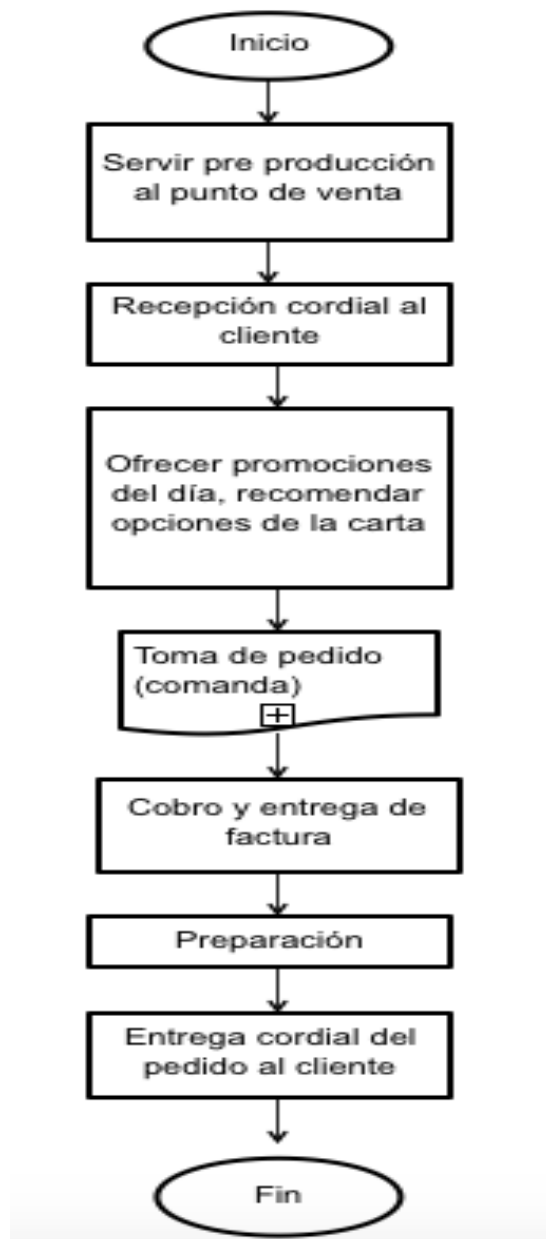 Inicio
Servir pre producción
al punto de venta
Recepción cordial al
cliente
Ofrecer promociones
del día, recomendar
opciones de la carta
Toma de pedido
(comanda)
Cobro y entrega de
factura
Preparación
Entrega cordial del
pedido al cliente
Fin